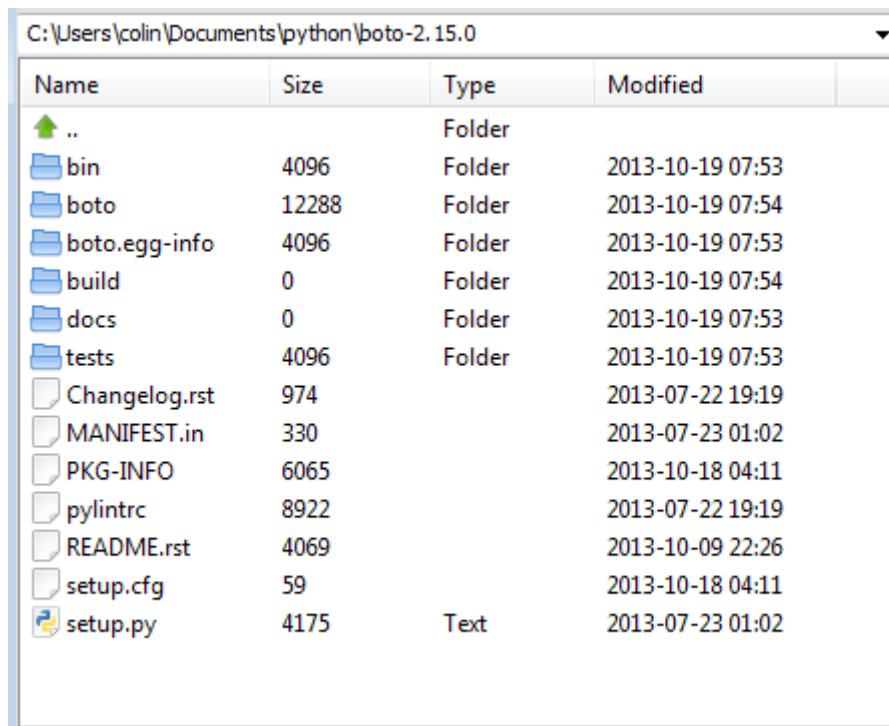 C:\Users\colin\Documents\python\boto-2.15.0
Name Size Type Modified
.. Folder
bin 4096 Folder 2013-10-19 07:53
boto 12288 Folder 2013-10-19 07:54
boto.egg-info 4096 Folder 2013-10-19 07:53
build 0 Folder 2013-10-19 07:54
docs 0 Folder 2013-10-19 07:53
tests 4096 Folder 2013-10-19 07:53
Changelog.rst 974 2013-07-22 19:19
MANIFEST.in 330 2013-07-23 01:02
PKG-INFO 6065 2013-10-18 04:11
pylintrc 8922 2013-07-22 19:19
README.rst 4069 2013-10-09 22:26
setup.cfg 59 2013-10-18 04:11
setup.py 4175 Text 2013-07-23 01:02